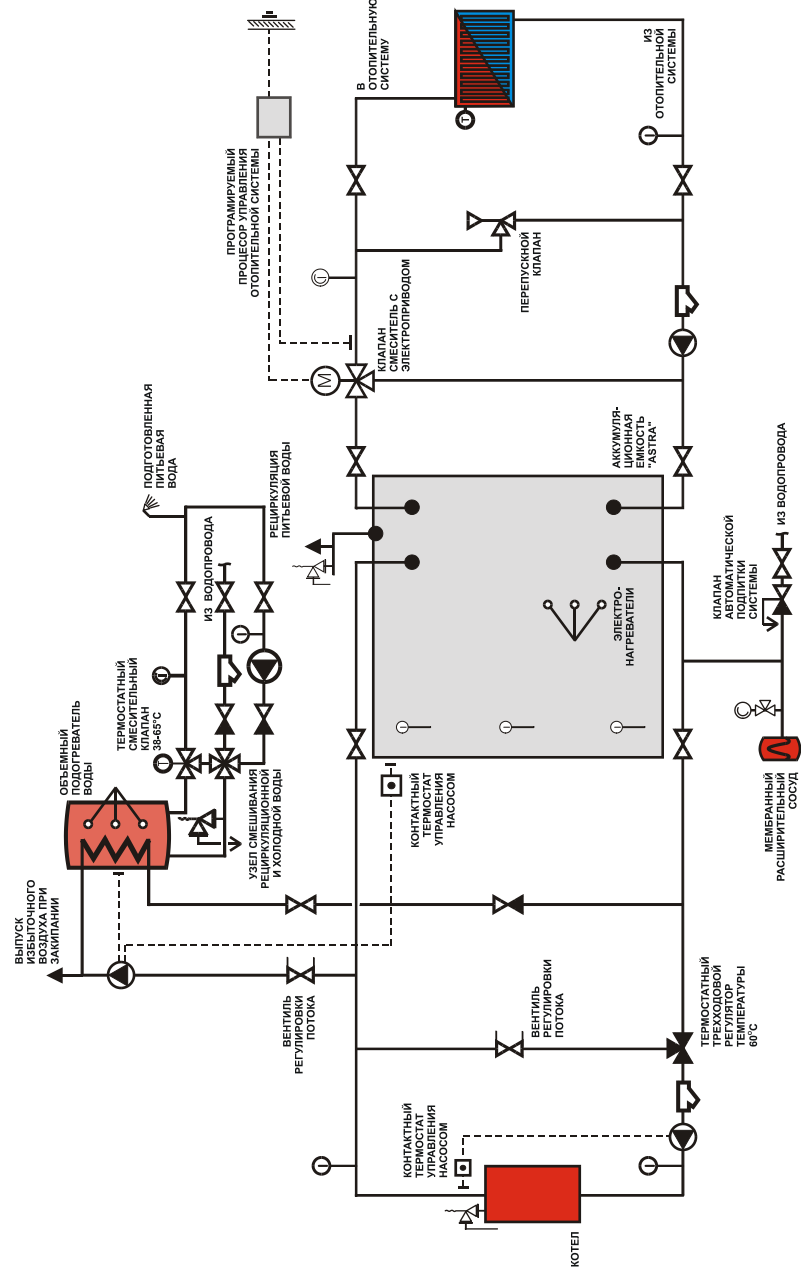 В
ОТОПИТЕЛЬНУЮ
СИСТЕМУ
ИЗ
ОТОПИТЕЛЬНОЙ
СИСТЕМЫ
T
ПРОГРАМИРУЕМЫЙ
ПРОЦЕСОР УПРАВЛЕНИЯ
ОТОПИТЕЛЬНОЙ СИСТЕМЫ
ПЕРЕПУСКНОЙ
КЛАПАН
КЛАПАН
СМЕСИТЕЛЬ С
ЭЛЕКТРОПРИВОДОМ
M
ПОДГОТОВЛЕННАЯ
ПИТЬЕВАЯ
ВОДА
РЕЦИРКУЛЯЦИЯ
ПИТЬЕВОЙ ВОДЫ
АККУМУЛЯ-
ЦИОННАЯ
ЕМКОСТЬ
"ASTRA"
ИЗ ВОДОПРОВОДА
ИЗ ВОДОПРОВОДА
КЛАПАН
АВТОМАТИЧЕСКОЙ
ПОДПИТКИ
СИСТЕМЫ
ЭЛЕКТРО-
НАГРЕВАТЕЛИ
ТЕРМОСТАТНЫЙ
СМЕСИТЕЛЬНЫЙ
КЛАПАН
38-65°C
ОБЪЕМНЫЙ
ПОДОГРЕВАТЕЛЬ
ВОДЫ
УЗЕЛ СМЕШИВАНИЯ
РЕЦИРКУЛЯЦИОННОЙ
И ХОЛОДНОЙ ВОДЫ
КОНТАКТНЫЙ
ТЕРМОСТАТ
УПРАВЛЕНИЯ
НАСОСОМ
МЕМБРАННЫЙ
РАСШИРИТЕЛЬНЫЙ
СОСУД
ВЫПУСК
ИЗБЫТОЧНОГО
ВОЗДУХА ПРИ
ЗАКИПАНИИ
ВЕНТИЛЬ
РЕГУЛИРОВКИ
ПОТОКА
ВЕНТИЛЬ
РЕГУЛИРОВКИ
ПОТОКА
ТЕРМОСТАТНЫЙ
ТРЕХХОДОВОЙ
РЕГУЛЯТОР
ТЕМПЕРАТУРЫ
60°C
КОНТАКТНЫЙ
ТЕРМОСТАТ
УПРАВЛЕНИЯ
НАСОСОМ
КОТЕЛ